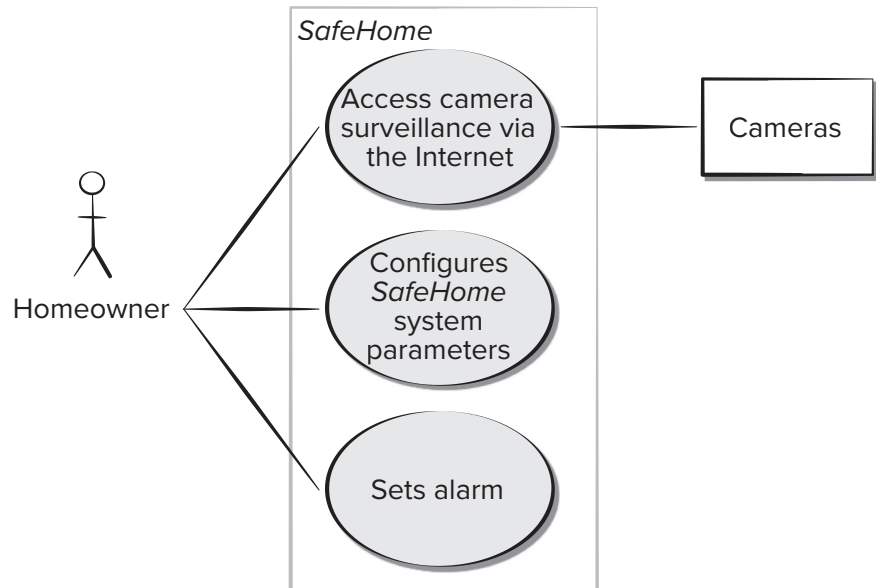 SafeHome
Access camera
surveillance via
the Internet
Cameras
Homeowner
Configures
SafeHome
system
parameters
Sets alarm